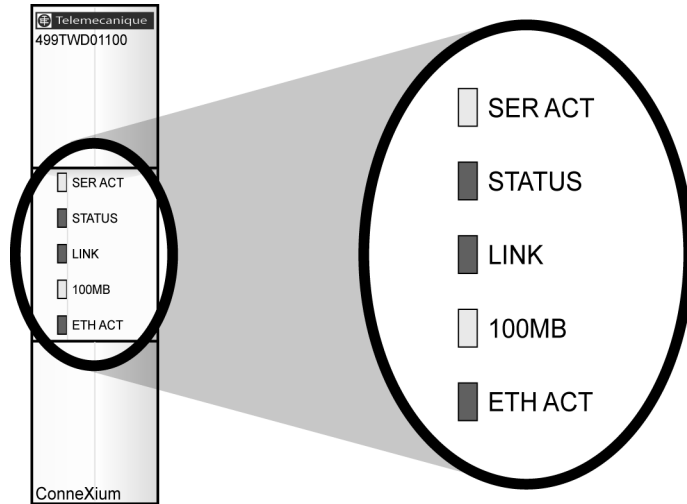 Telemecanique
499TWD01100
SER ACT
STATUS
LINK
100MB
ETH ACT
ConneXium
SER ACT
STATUS
LINK
100MB
ETH ACT